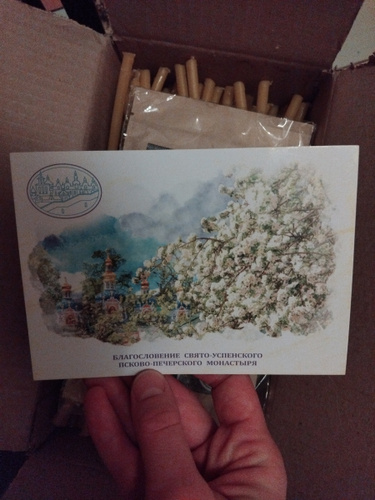 БЛАГОСЛОВЕНИЕ СВЯТО-УСПЕНСКОГО
ПСКОВО-ПЕЧЕРСКОГО МОНАСТЫРЯ